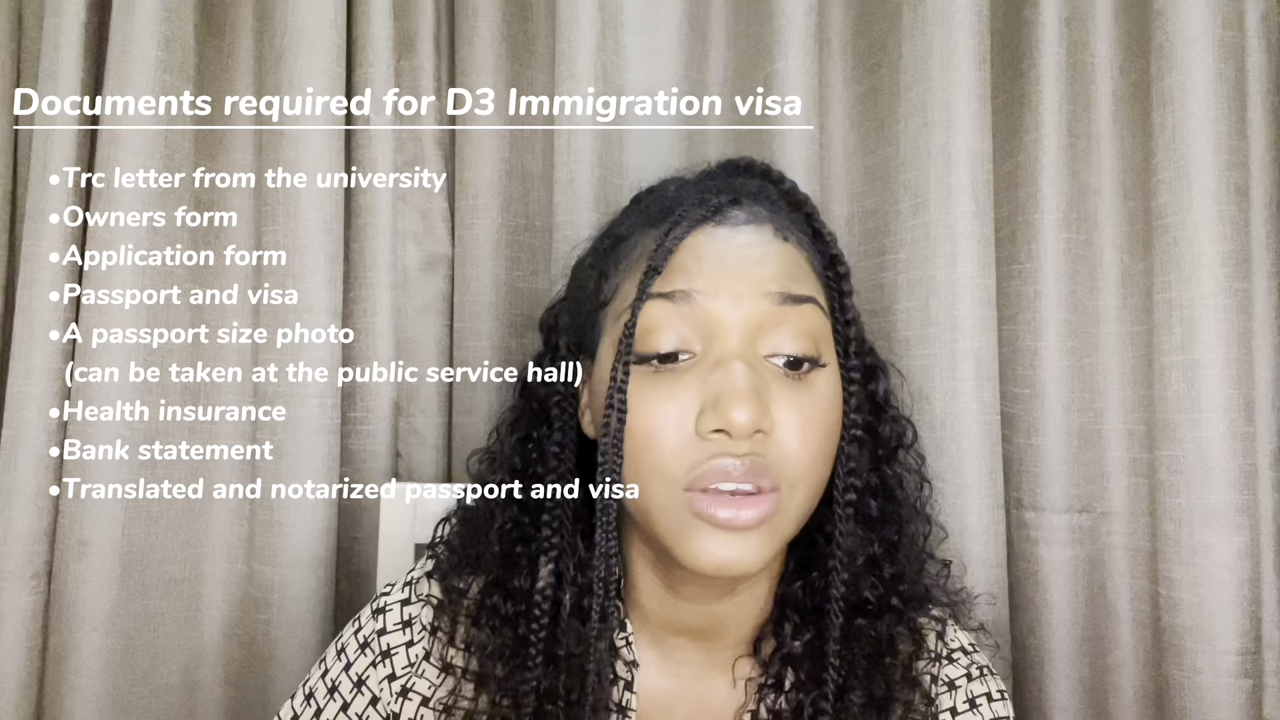 Documents required for D3 Immigration visa
•Trc letter from the university
•Owners form
•Application form
•Passport and visa
•A passport size photo
(can be taken at the public service hall)
•Health insurance
•Bank statement
•Translated and notarized passport and visa